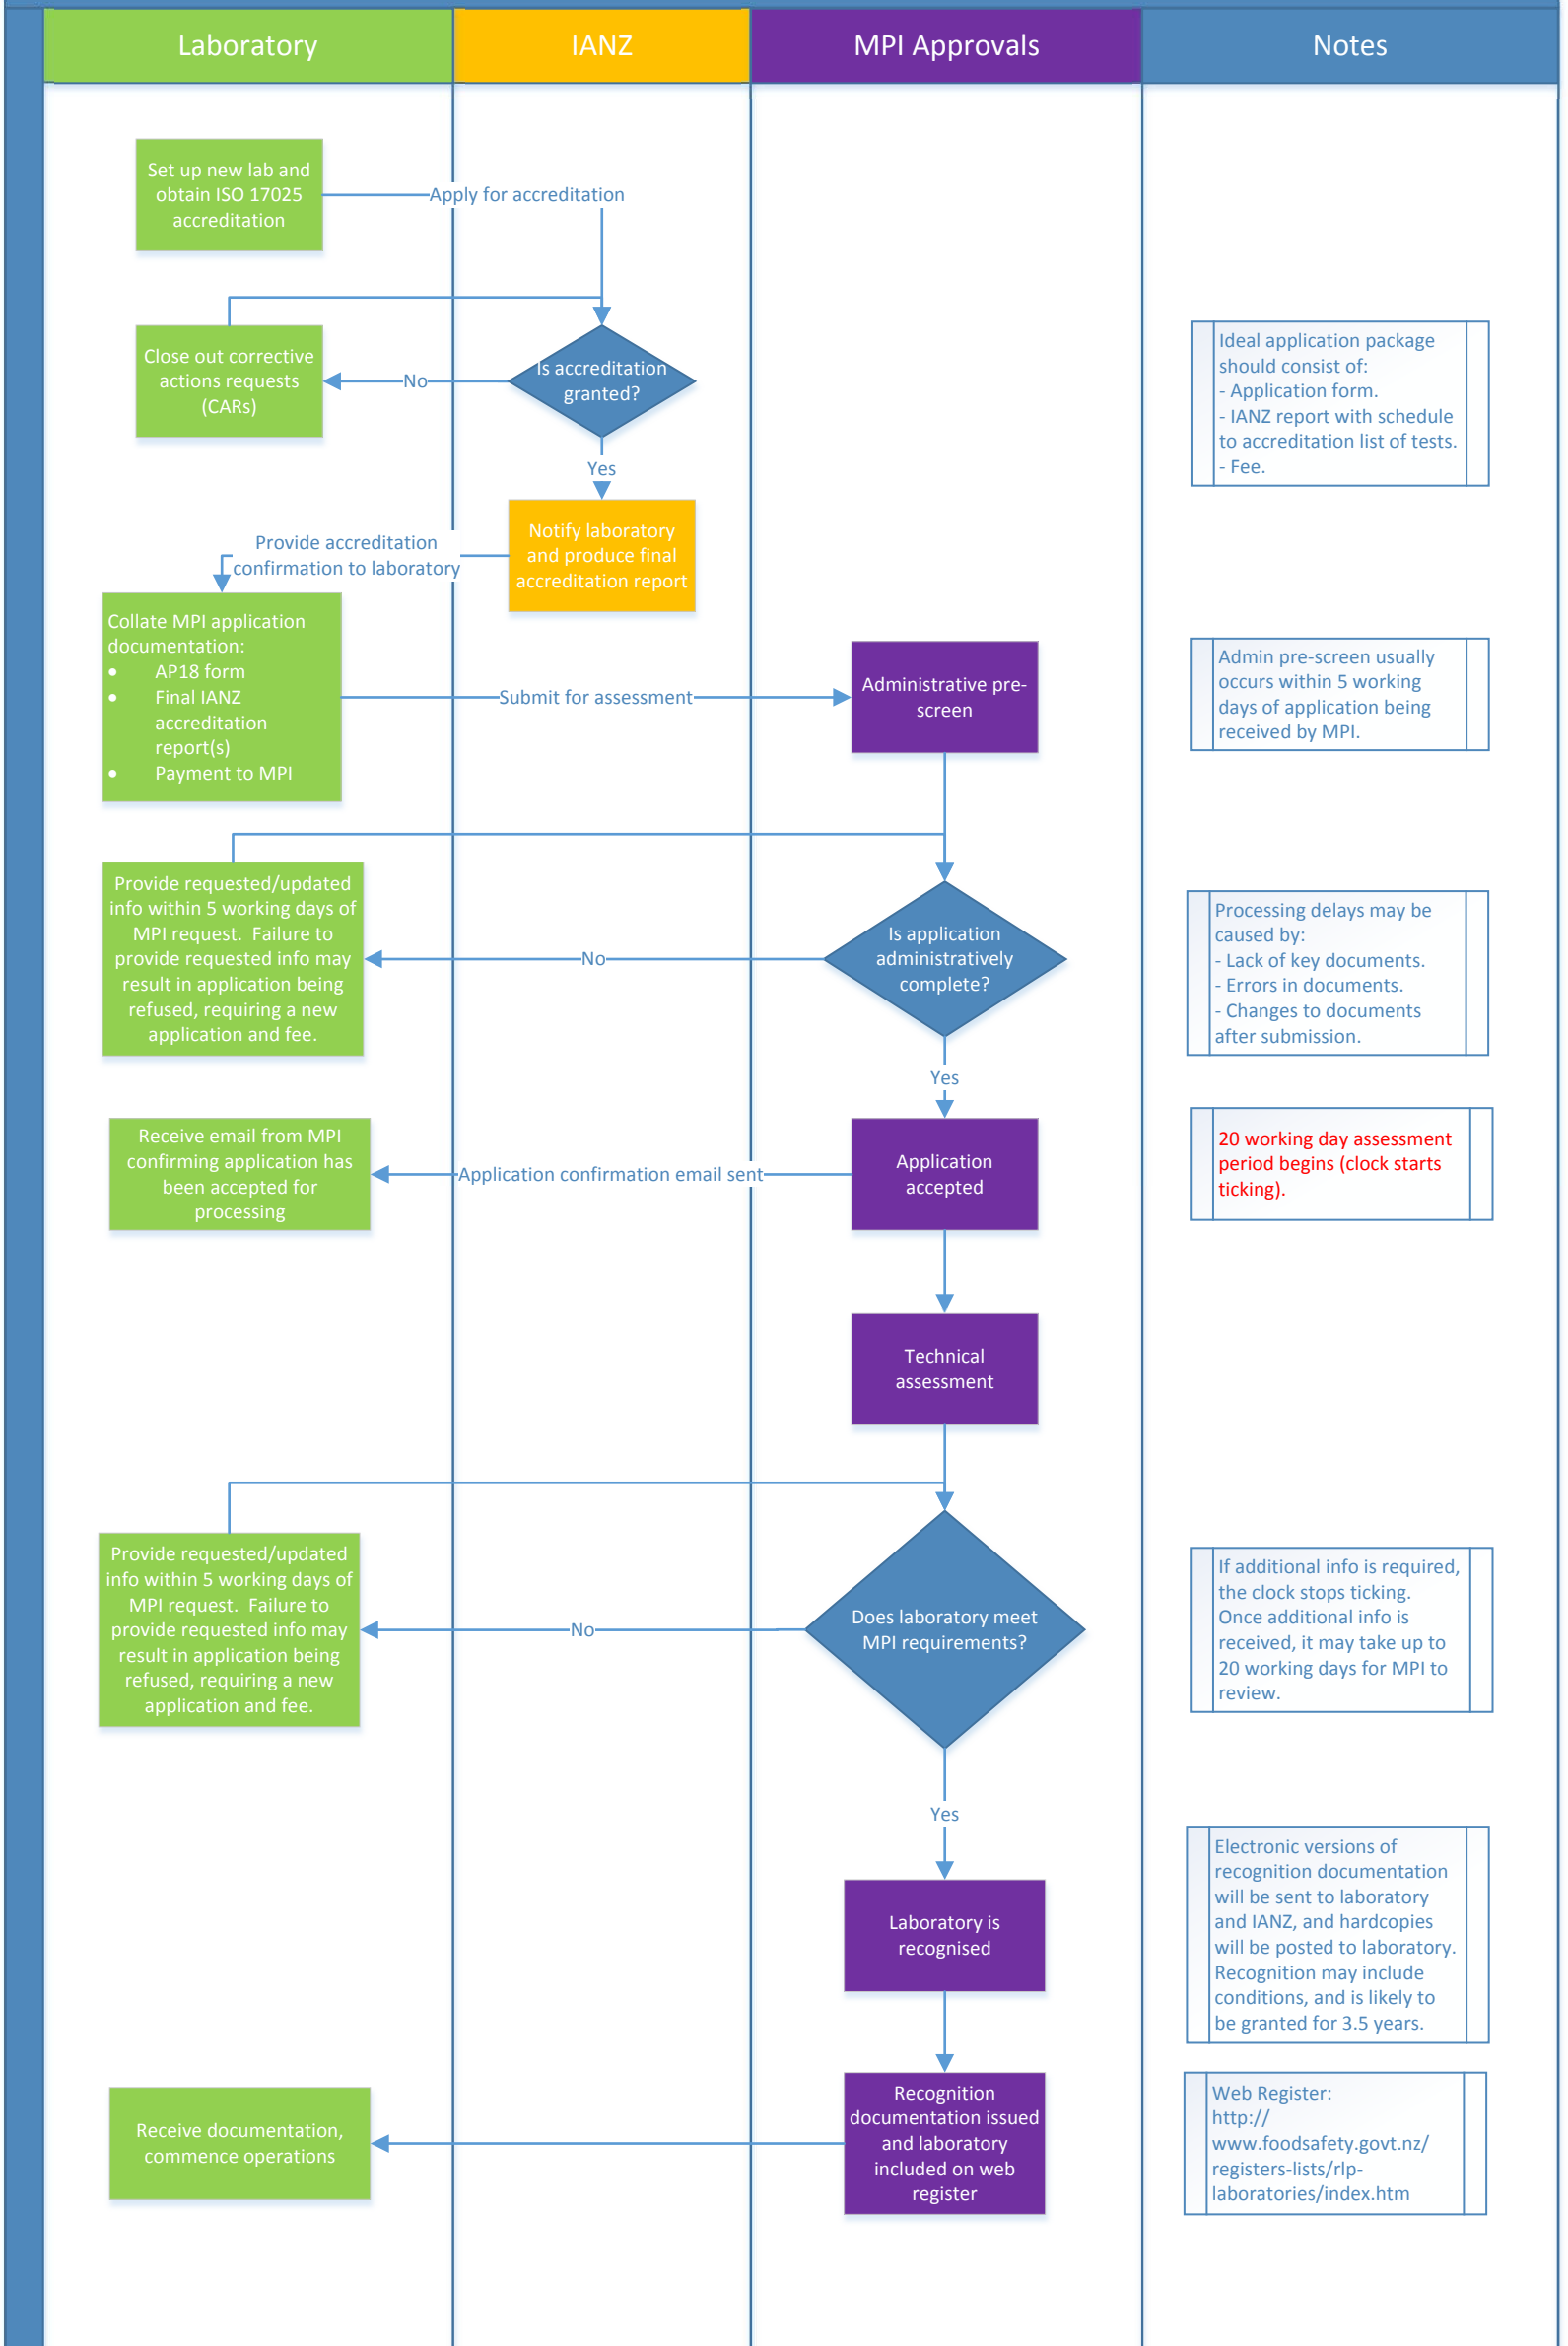 Laboratory
IANZ
MPI Approvals
Notes
Set up new lab and
obtain ISO 17025
accreditation
Apply for accreditation
Close out corrective
actions requests
(CARs)
No
Is accreditation
granted?
Ideal application package
should consist of:
- Application form.
- IANZ report with schedule
to accreditation list of tests.
- Fee.
Yes
Notify laboratory
and produce final
accreditation report
Provide accreditation
confirmation to laboratory
Collate MPI application
documentation:
• AP18 form
• Final IANZ
accreditation
report(s)
• Payment to MPI
Submit for assessment
Administrative pre-
screen
Admin pre-screen usually
occurs within 5 working
days of application being
received by MPI.
Provide requested/updated
info within 5 working days of
MPI request. Failure to
provide requested info may
result in application being
refused, requiring a new
application and fee.
No
Is application
administratively
complete?
Processing delays may be
caused by:
- Lack of key documents.
- Errors in documents.
- Changes to documents
after submission.
Yes
Receive email from MPI
confirming application has
been accepted for
processing
Application confirmation email sent
Application
accepted
20 working day assessment
period begins (clock starts
ticking).
Technical
assessment
Provide requested/updated
info within 5 working days of
MPI request. Failure to
provide requested info may
result in application being
refused, requiring a new
application and fee.
No
Does laboratory meet
MPI requirements?
If additional info is required,
the clock stops ticking.
Once additional info is
received, it may take up to
20 working days for MPI to
review.
Yes
Laboratory is
recognised
Electronic versions of
recognition documentation
will be sent to laboratory
and IANZ, and hardcopies
will be posted to laboratory.
Recognition may include
conditions, and is likely to
be granted for 3.5 years.
Receive documentation,
commence operations
Recognition
documentation issued
and laboratory
included on web
register
Web Register:
http://
www.foodsafety.govt.nz/
registers-lists/rlp-
laboratories/index.htm